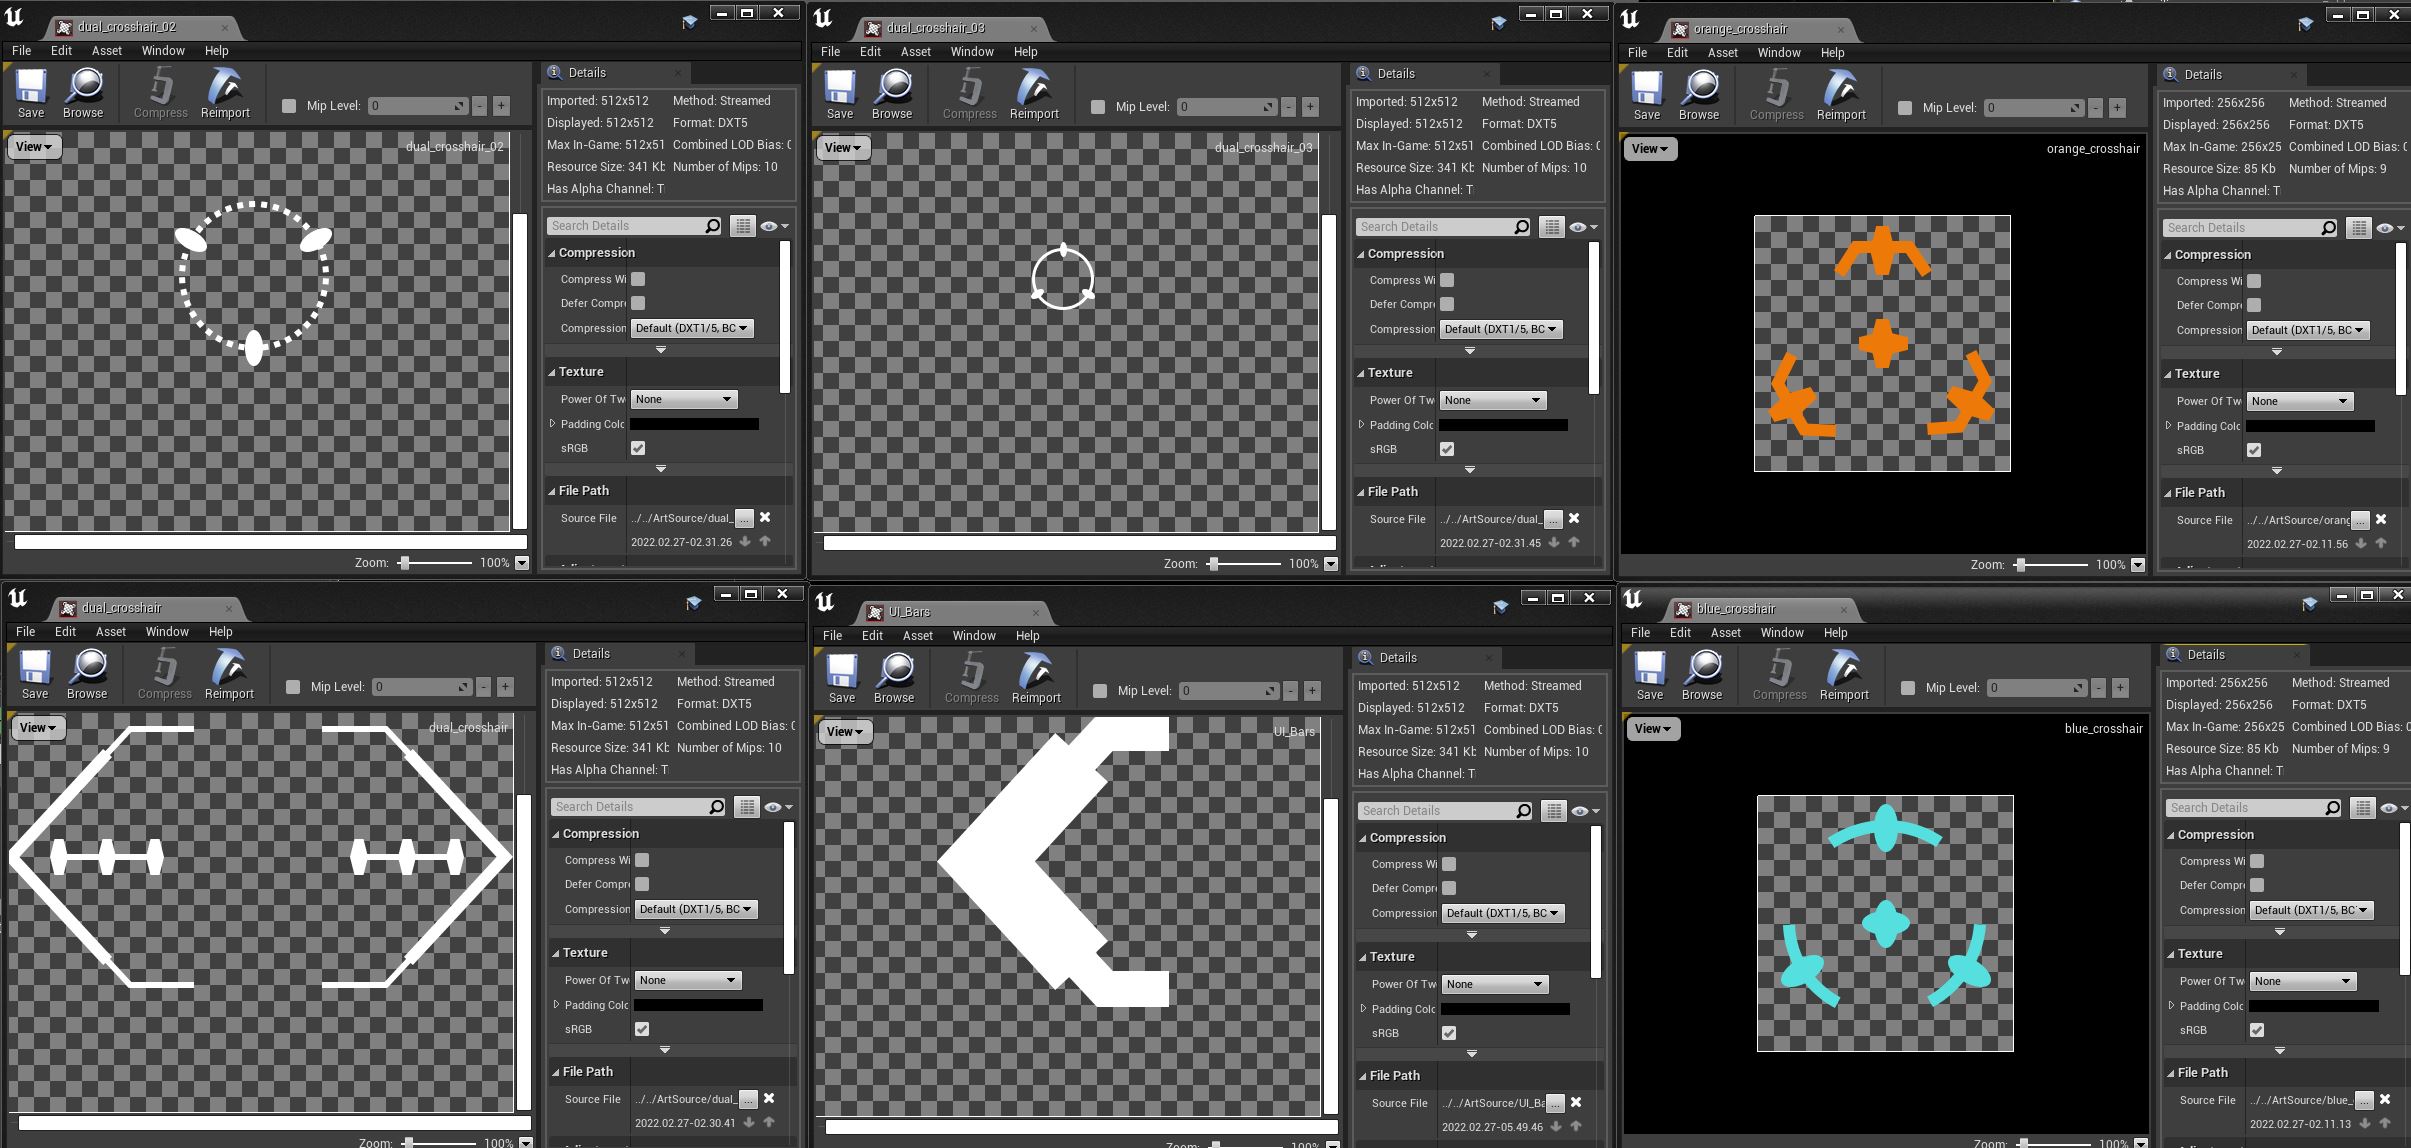 dual_crosshair_02
File Edit Asset Window Help
Save Browse Compress Reimport
Mip Level: 0
View
dual_crosshair_02
Zoom: 100%
Details
Imported: 512x512 Method: Streamed
Displayed: 512x512 Format: DXT5
Max In-Game: 512x51 Combined LOD Bias:
Resource Size: 341 Kb Number of Mips: 10
Has Alpha Channel: T
Search Details
Compression
Compress Wi
Defer Compr
Compression Default (DXT1/5, BC
Texture
Power Of Tw None
Padding Colc
sRGB
File Path
Source File ../../ArtSource/dual_ ...
2022.02.27-02.31.26
dual_crosshair_03
File Edit Asset Window Help
Save Browse Compress Reimport
Mip Level: 0
View
dual_crosshair_03
Zoom: 100%
Details
Imported: 512x512 Method: Streamed
Displayed: 512x512 Format: DXT5
Max In-Game: 512x51 Combined LOD Bias:
Resource Size: 341 Kb Number of Mips: 10
Has Alpha Channel: T
Search Details
Compression
Compress Wi
Defer Compr
Compression Default (DXT1/5, BC
Texture
Power Of Tw None
Padding Colc
sRGB
File Path
Source File ../../ArtSource/dual_ ...
2022.02.27-02.31.45
orange_crosshair
File Edit Asset Window Help
Save Browse Compress Reimport
Mip Level: 0
View
orange_crosshair
Zoom: 100%
Details
Imported: 256x256 Method: Streamed
Displayed: 256x256 Format: DXT5
Max In-Game: 256x25 Combined LOD Bias:
Resource Size: 85 Kb Number of Mips: 9
Has Alpha Channel: T
Search Details
Compression
Compress Wi
Defer Compr
Compression Default (DXT1/5, BC
Texture
Power Of Tw None
Padding Colc
sRGB
File Path
Source File ../../ArtSource/orang ...
2022.02.27-02.11.56
dual_crosshair
File Edit Asset Window Help
Save Browse Compress Reimport
Mip Level: 0
View
dual_crosshair
Zoom: 100%
Details
Imported: 512x512 Method: Streamed
Displayed: 512x512 Format: DXT5
Max In-Game: 512x51 Combined LOD Bias:
Resource Size: 341 Kb Number of Mips: 10
Has Alpha Channel: T
Search Details
Compression
Compress Wi
Defer Compr
Compression Default (DXT1/5, BC
Texture
Power Of Tw None
Padding Colc
sRGB
File Path
Source File ../../ArtSource/dual_ ...
2022.02.27-02.30.41
UI_Bars
File Edit Asset Window Help
Save Browse Compress Reimport
Mip Level: 0
View
UI_Bars
Zoom: 100%
Details
Imported: 512x512 Method: Streamed
Displayed: 512x512 Format: DXT5
Max In-Game: 512x51 Combined LOD Bias:
Resource Size: 341 Kb Number of Mips: 10
Has Alpha Channel: T
Search Details
Compression
Compress Wi
Defer Compr
Compression Default (DXT1/5, BC
Texture
Power Of Tw None
Padding Colc
sRGB
File Path
Source File ../../ArtSource/UI_Ba ...
2022.02.27-05.49.46
blue_crosshair
File Edit Asset Window Help
Save Browse Compress Reimport
Mip Level: 0
View
blue_crosshair
Zoom: 100%
Details
Imported: 256x256 Method: Streamed
Displayed: 256x256 Format: DXT5
Max In-Game: 256x25 Combined LOD Bias:
Resource Size: 85 Kb Number of Mips: 9
Has Alpha Channel: T
Search Details
Compression
Compress Wi
Defer Compr
Compression Default (DXT1/5, BC
Texture
Power Of Tw None
Padding Colc
sRGB
File Path
Source File ../../ArtSource/blue_ ...
2022.02.27-02.11.13